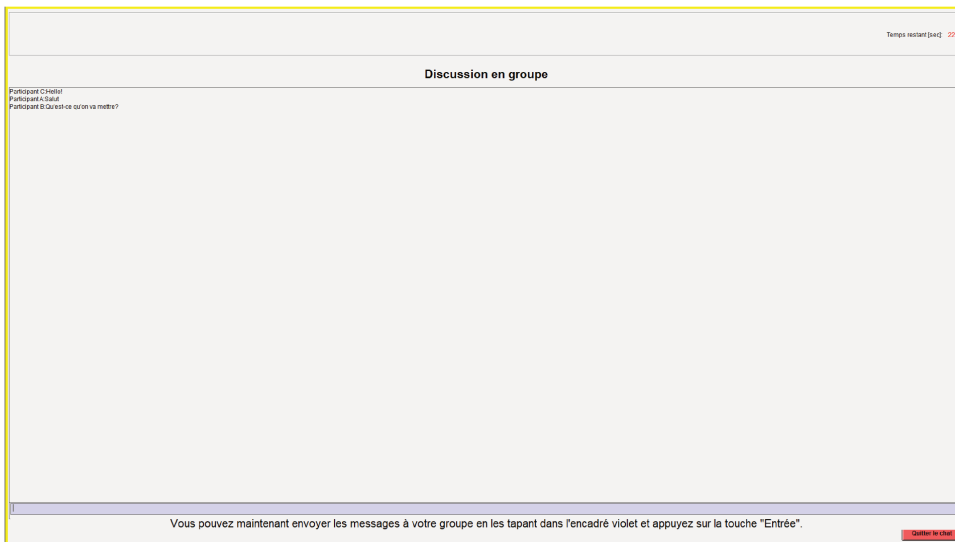 Temps restant [sec]: 22
Discussion en groupe
Participant C:Hello!
Participant A:Salut
Participant B:Qu'est-ce qu'on va mettre?
Vous pouvez maintenant envoyer les messages à votre groupe en les tapant dans l'encadré violet et appuyez sur la touche "Entrée".
Quitter le chat